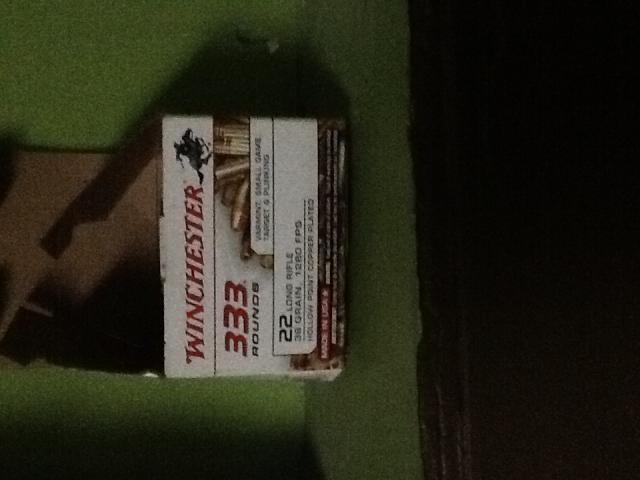 WINCHESTER
333
ROUNDS
VARMINT, SMALL GAME,
TARGET & PLINKING
22 LONG RIFLE
36 GRAIN, 1280 FPS
HOLLOW POINT COPPER PLATED
MADE IN USA